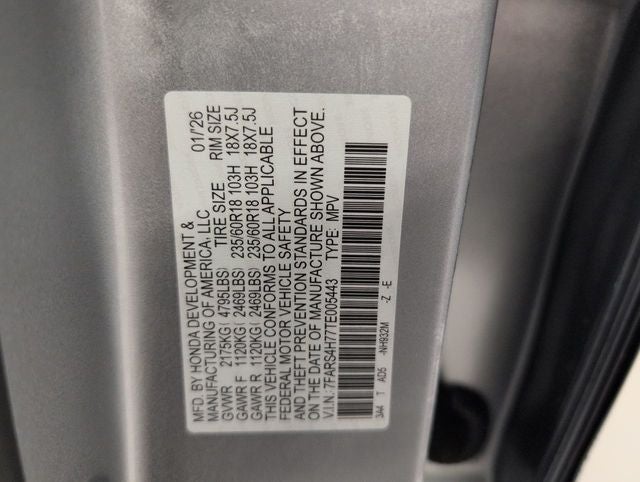 MFD. BY HONDA DEVELOPMENT &
MANUFACTURING OF AMERICA, LLC 01/'26
GVWR 2175KG( 4795LBS) TIRE SIZE RIM SIZE
GAWR F 1120KG( 2469LBS) 235/60R18 103H 18X7.5J
GAWR R 1120KG( 2469LBS) 235/60R18 103H 18X7.5J
THIS VEHICLE CONFORMS TO ALL APPLICABLE
FEDERAL MOTOR VEHICLE SAFETY
AND THEFT PREVENTION STANDARDS IN EFFECT
ON THE DATE OF MANUFACTURE SHOWN ABOVE.
V.I.N.:7FARS4H77TE005443 TYPE: MPV
3A4 T AD5 -NH932M -Z -E